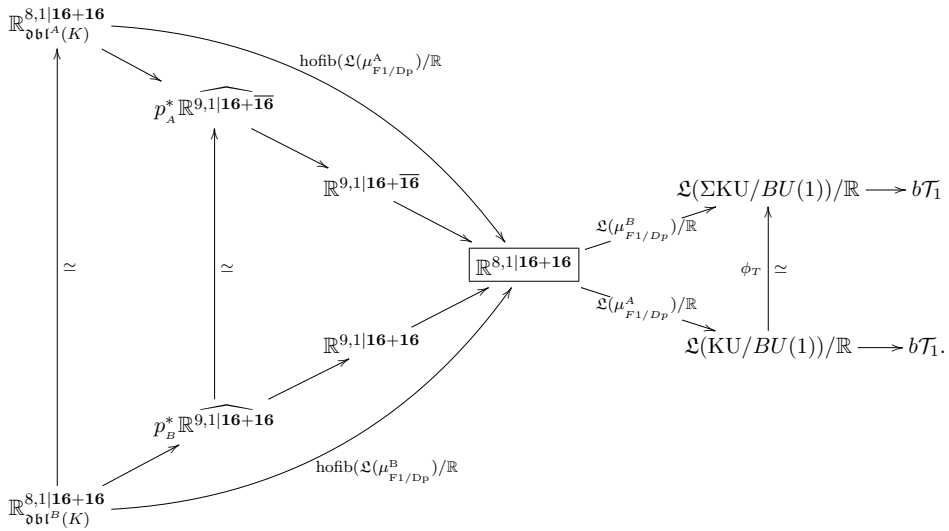 ℝ^{8,1|𝟏𝟔+𝟏𝟔}_{𝔡𝔟𝔩^A(K)}
hofib(𝔏(μ^A_{F1/Dp})/ℝ
p_A^* \widehat{ℝ^{9,1|𝟏𝟔+\overline{𝟏𝟔}}}
ℝ^{9,1|𝟏𝟔+\overline{𝟏𝟔}}
𝔏(ΣKU/BU(1))/ℝ → b𝒯_1
𝔏(μ^B_{F1/Dp})/ℝ
≃ ≃ ℝ^{8,1|𝟏𝟔+𝟏𝟔} ϕ_T ≃
𝔏(μ^A_{F1/Dp})/ℝ
ℝ^{9,1|𝟏𝟔+𝟏𝟔} 𝔏(KU/BU(1))/ℝ → b𝒯_1.
p_B^* \widehat{ℝ^{9,1|𝟏𝟔+𝟏𝟔}}
hofib(𝔏(μ^B_{F1/Dp})/ℝ
ℝ^{8,1|𝟏𝟔+𝟏𝟔}_{𝔡𝔟𝔩^B(K)}